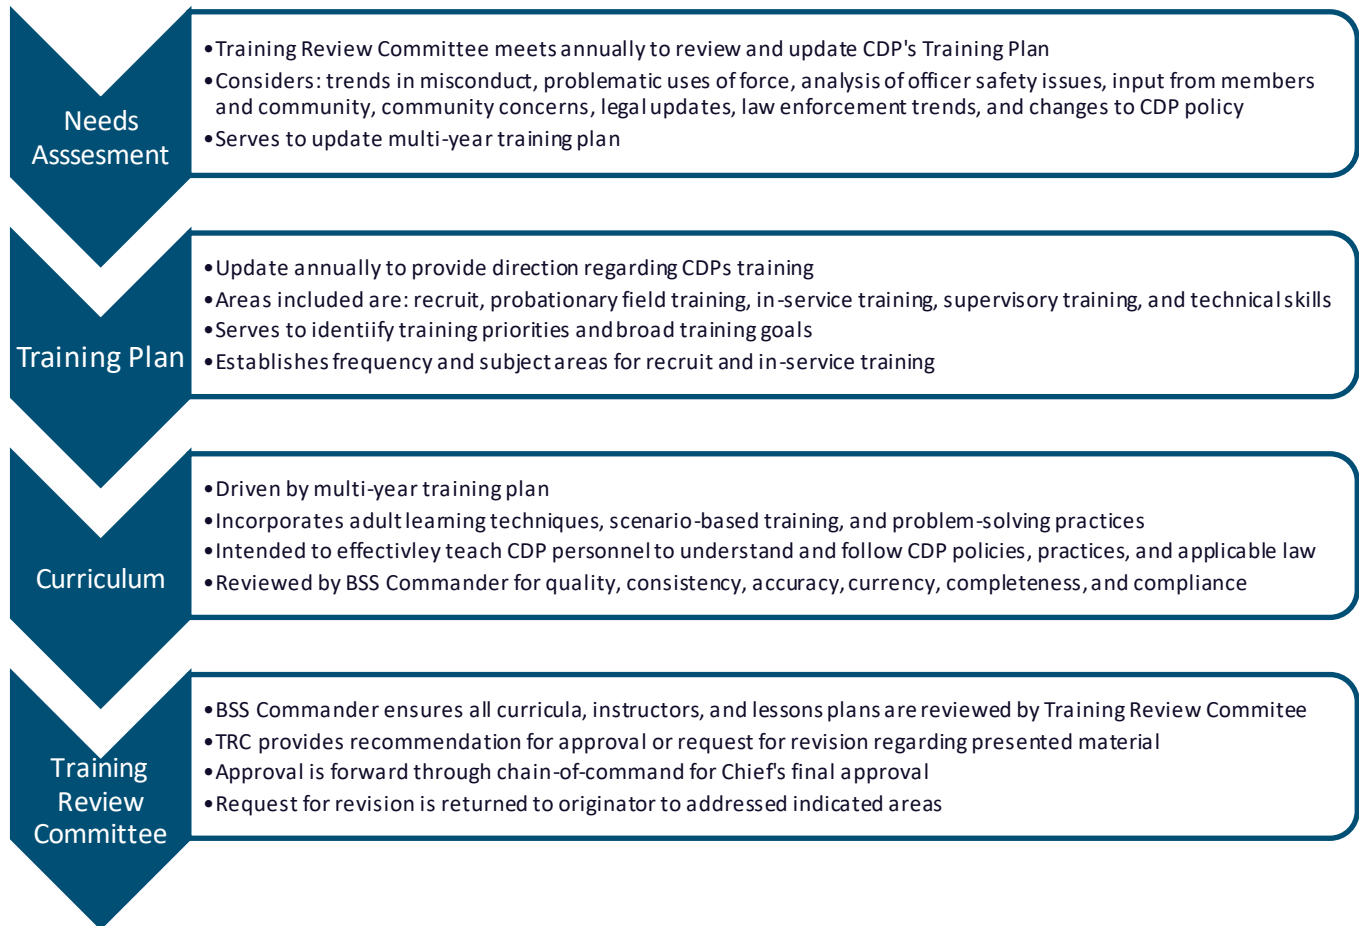 Needs
Asssesment
•Training Review Committee meets annually to review and update CDP's Training Plan
•Considers: trends in misconduct, problematic uses of force, analysis of officer safety issues, input from members
and community, community concerns, legal updates, law enforcement trends, and changes to CDP policy
•Serves to update multi-year training plan
Training Plan
•Update annually to provide direction regarding CDPs training
•Areas included are: recruit, probationary field training, in-service training, supervisory training, and technical skills
•Serves to identiify training priorities and broad training goals
•Establishes frequency and subject areas for recruit and in-service training
Curriculum
•Driven by multi-year training plan
•Incorporates adult learning techniques, scenario-based training, and problem-solving practices
•Intended to effectivley teach CDP personnel to understand and follow CDP policies, practices, and applicable law
•Reviewed by BSS Commander for quality, consistency, accuracy, currency, completeness, and compliance
Training
Review
Committee
•BSS Commander ensures all curricula, instructors, and lessons plans are reviewed by Training Review Commitee
•TRC provides recommendation for approval or request for revision regarding presented material
•Approval is forward through chain-of-command for Chief's final approval
•Request for revision is returned to originator to addressed indicated areas